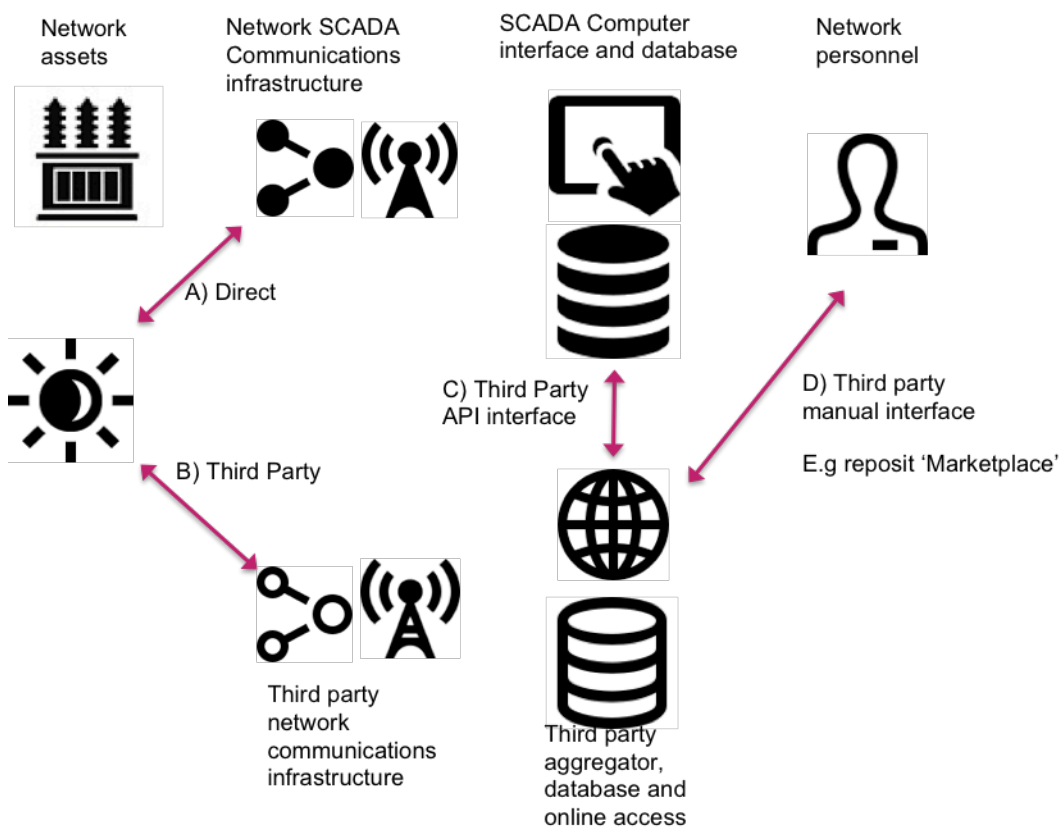 Network
assets
Network SCADA
Communications
infrastructure
SCADA Computer
interface and database
Network
personnel
A) Direct
C) Third Party
API interface
D) Third party
manual interface
E.g reposit ‘Marketplace’
B) Third Party
Third party
network
communications
infrastructure
Third party
aggregator,
database and
online access